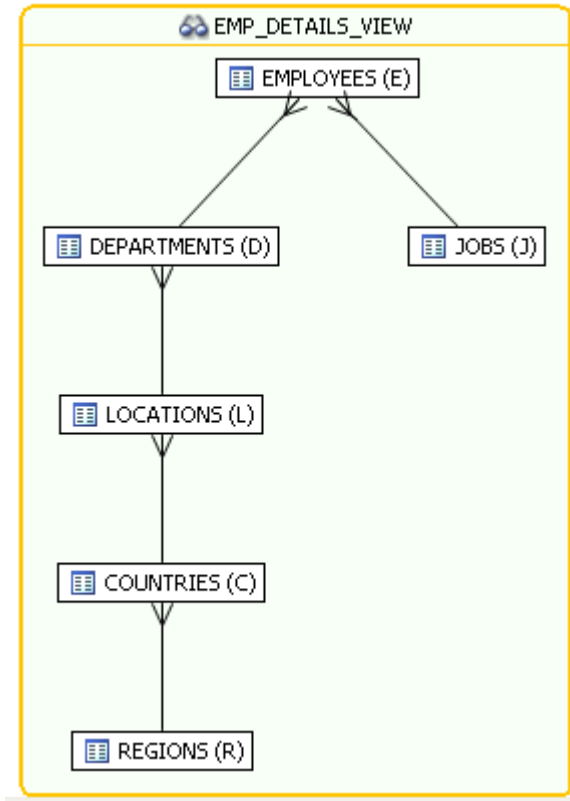 EMP_DETAILS_VIEW
EMPLOYEES (E)
DEPARTMENTS (D)
JOBS (J)
LOCATIONS (L)
COUNTRIES (C)
REGIONS (R)